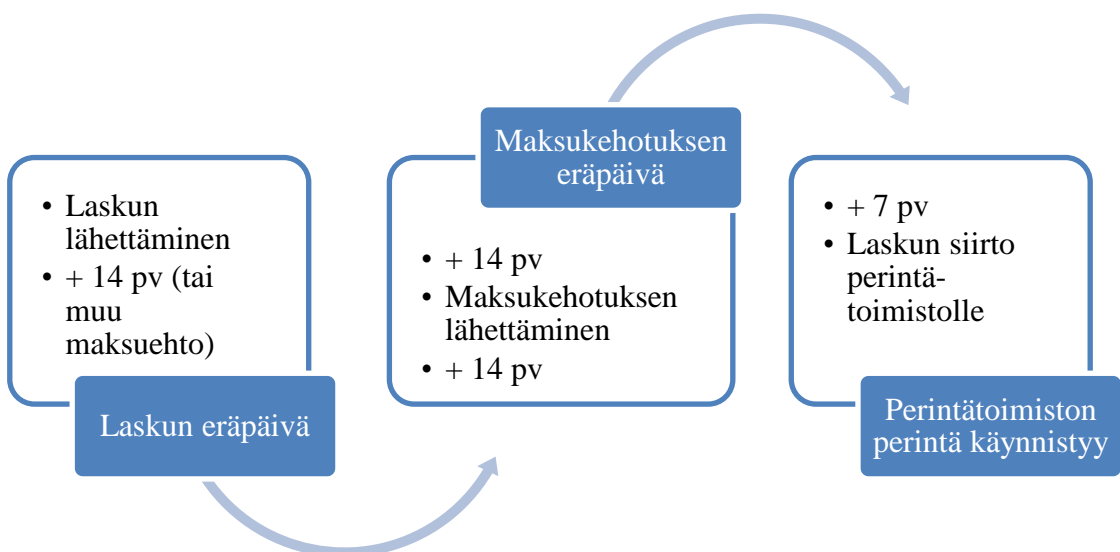 • Laskun
lähettäminen
• + 14 pv (tai
muu
maksuehto)
Laskun eräpäivä
Maksukehotuksen
eräpäivä
• + 14 pv
• Maksukehotuksen
lähettäminen
• + 14 pv
• + 7 pv
• Laskun siirto
perintä-
toimistolle
Perintätoimiston
perintä käynnistyy